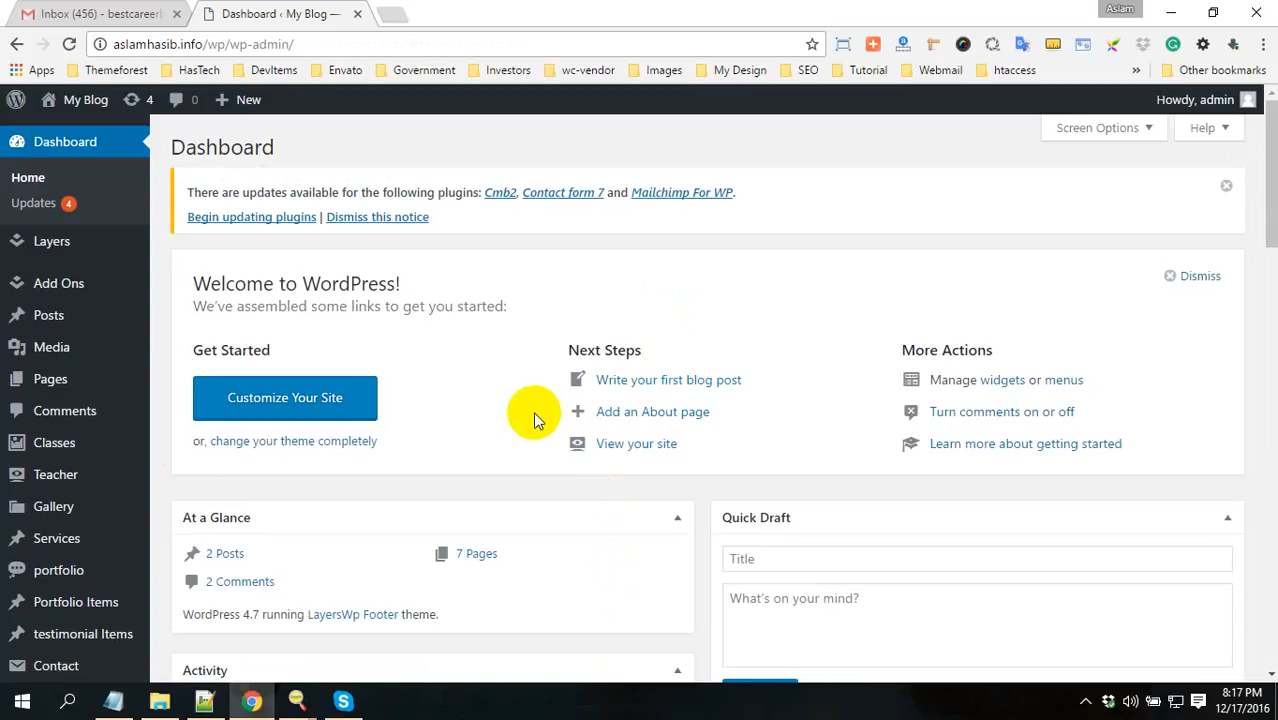 Inbox (456) - bestcareer
Dashboard ‹ My Blog —
Aslam
aslamhasib.info/wp/wp-admin/
Apps
Themeforest
HasTech
DevItems
Envato
Government
Investors
wc-vendor
Images
My Design
SEO
Tutorial
Webmail
htaccess
»
Other bookmarks
My Blog
4
0
New
Howdy, admin
Dashboard
Home
Updates 4
Layers
Add Ons
Posts
Media
Pages
Comments
Classes
Teacher
Gallery
Services
portfolio
Portfolio Items
testimonial Items
Contact
Screen Options
Help
Dashboard
There are updates available for the following plugins: Cmb2, Contact form 7 and Mailchimp For WP.
Begin updating plugins | Dismiss this notice
Welcome to WordPress!
We've assembled some links to get you started:
Dismiss
Get Started
Customize Your Site
or, change your theme completely
Next Steps
Write your first blog post
Add an About page
View your site
More Actions
Manage widgets or menus
Turn comments on or off
Learn more about getting started
At a Glance
2 Posts
7 Pages
2 Comments
WordPress 4.7 running LayersWp Footer theme.
Activity
Quick Draft
Title
What's on your mind?
8:17 PM
12/17/2016